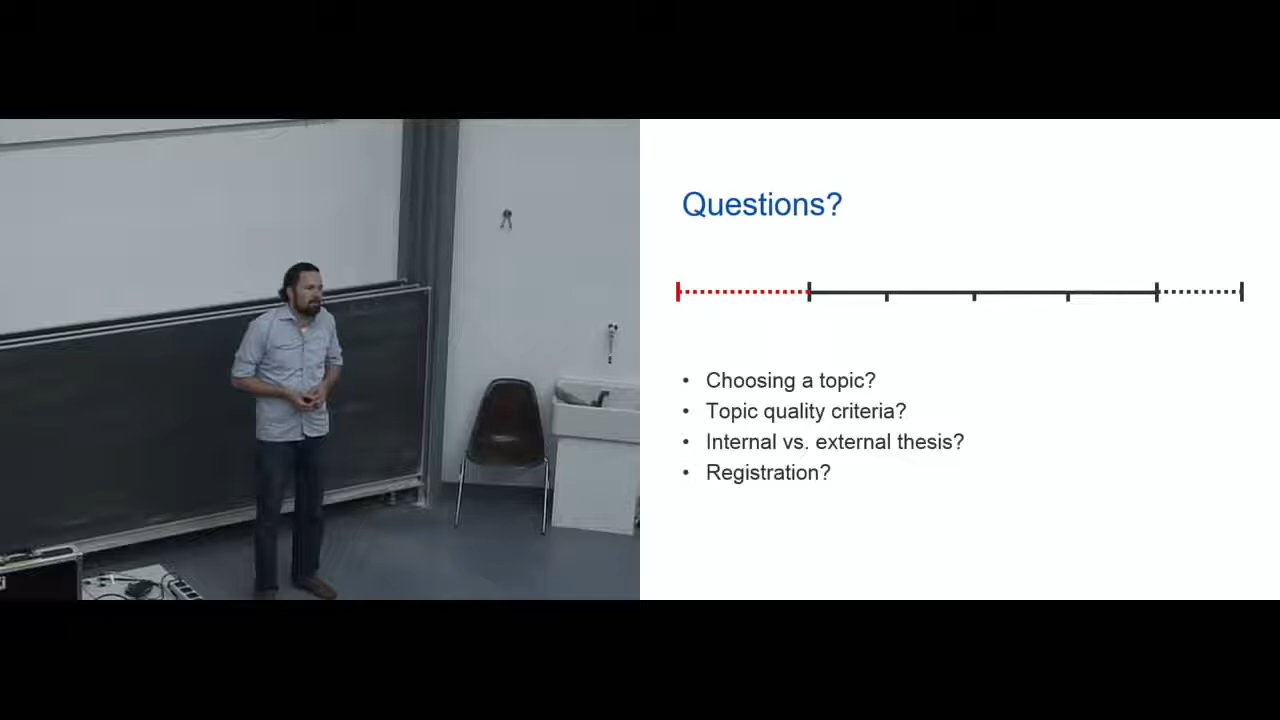 Questions?
• Choosing a topic?
• Topic quality criteria?
• Internal vs. external thesis?
• Registration?